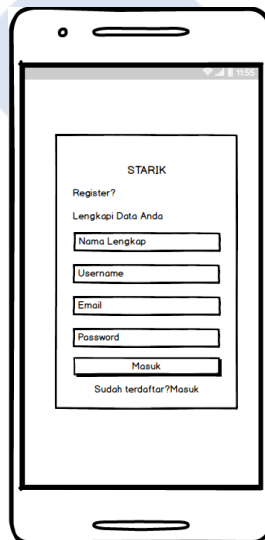 11:55
STARIK
Register?
Lengkapi Data Anda
Nama Lengkap
Username
Email
Password
Masuk
Sudah terdaftar?Masuk